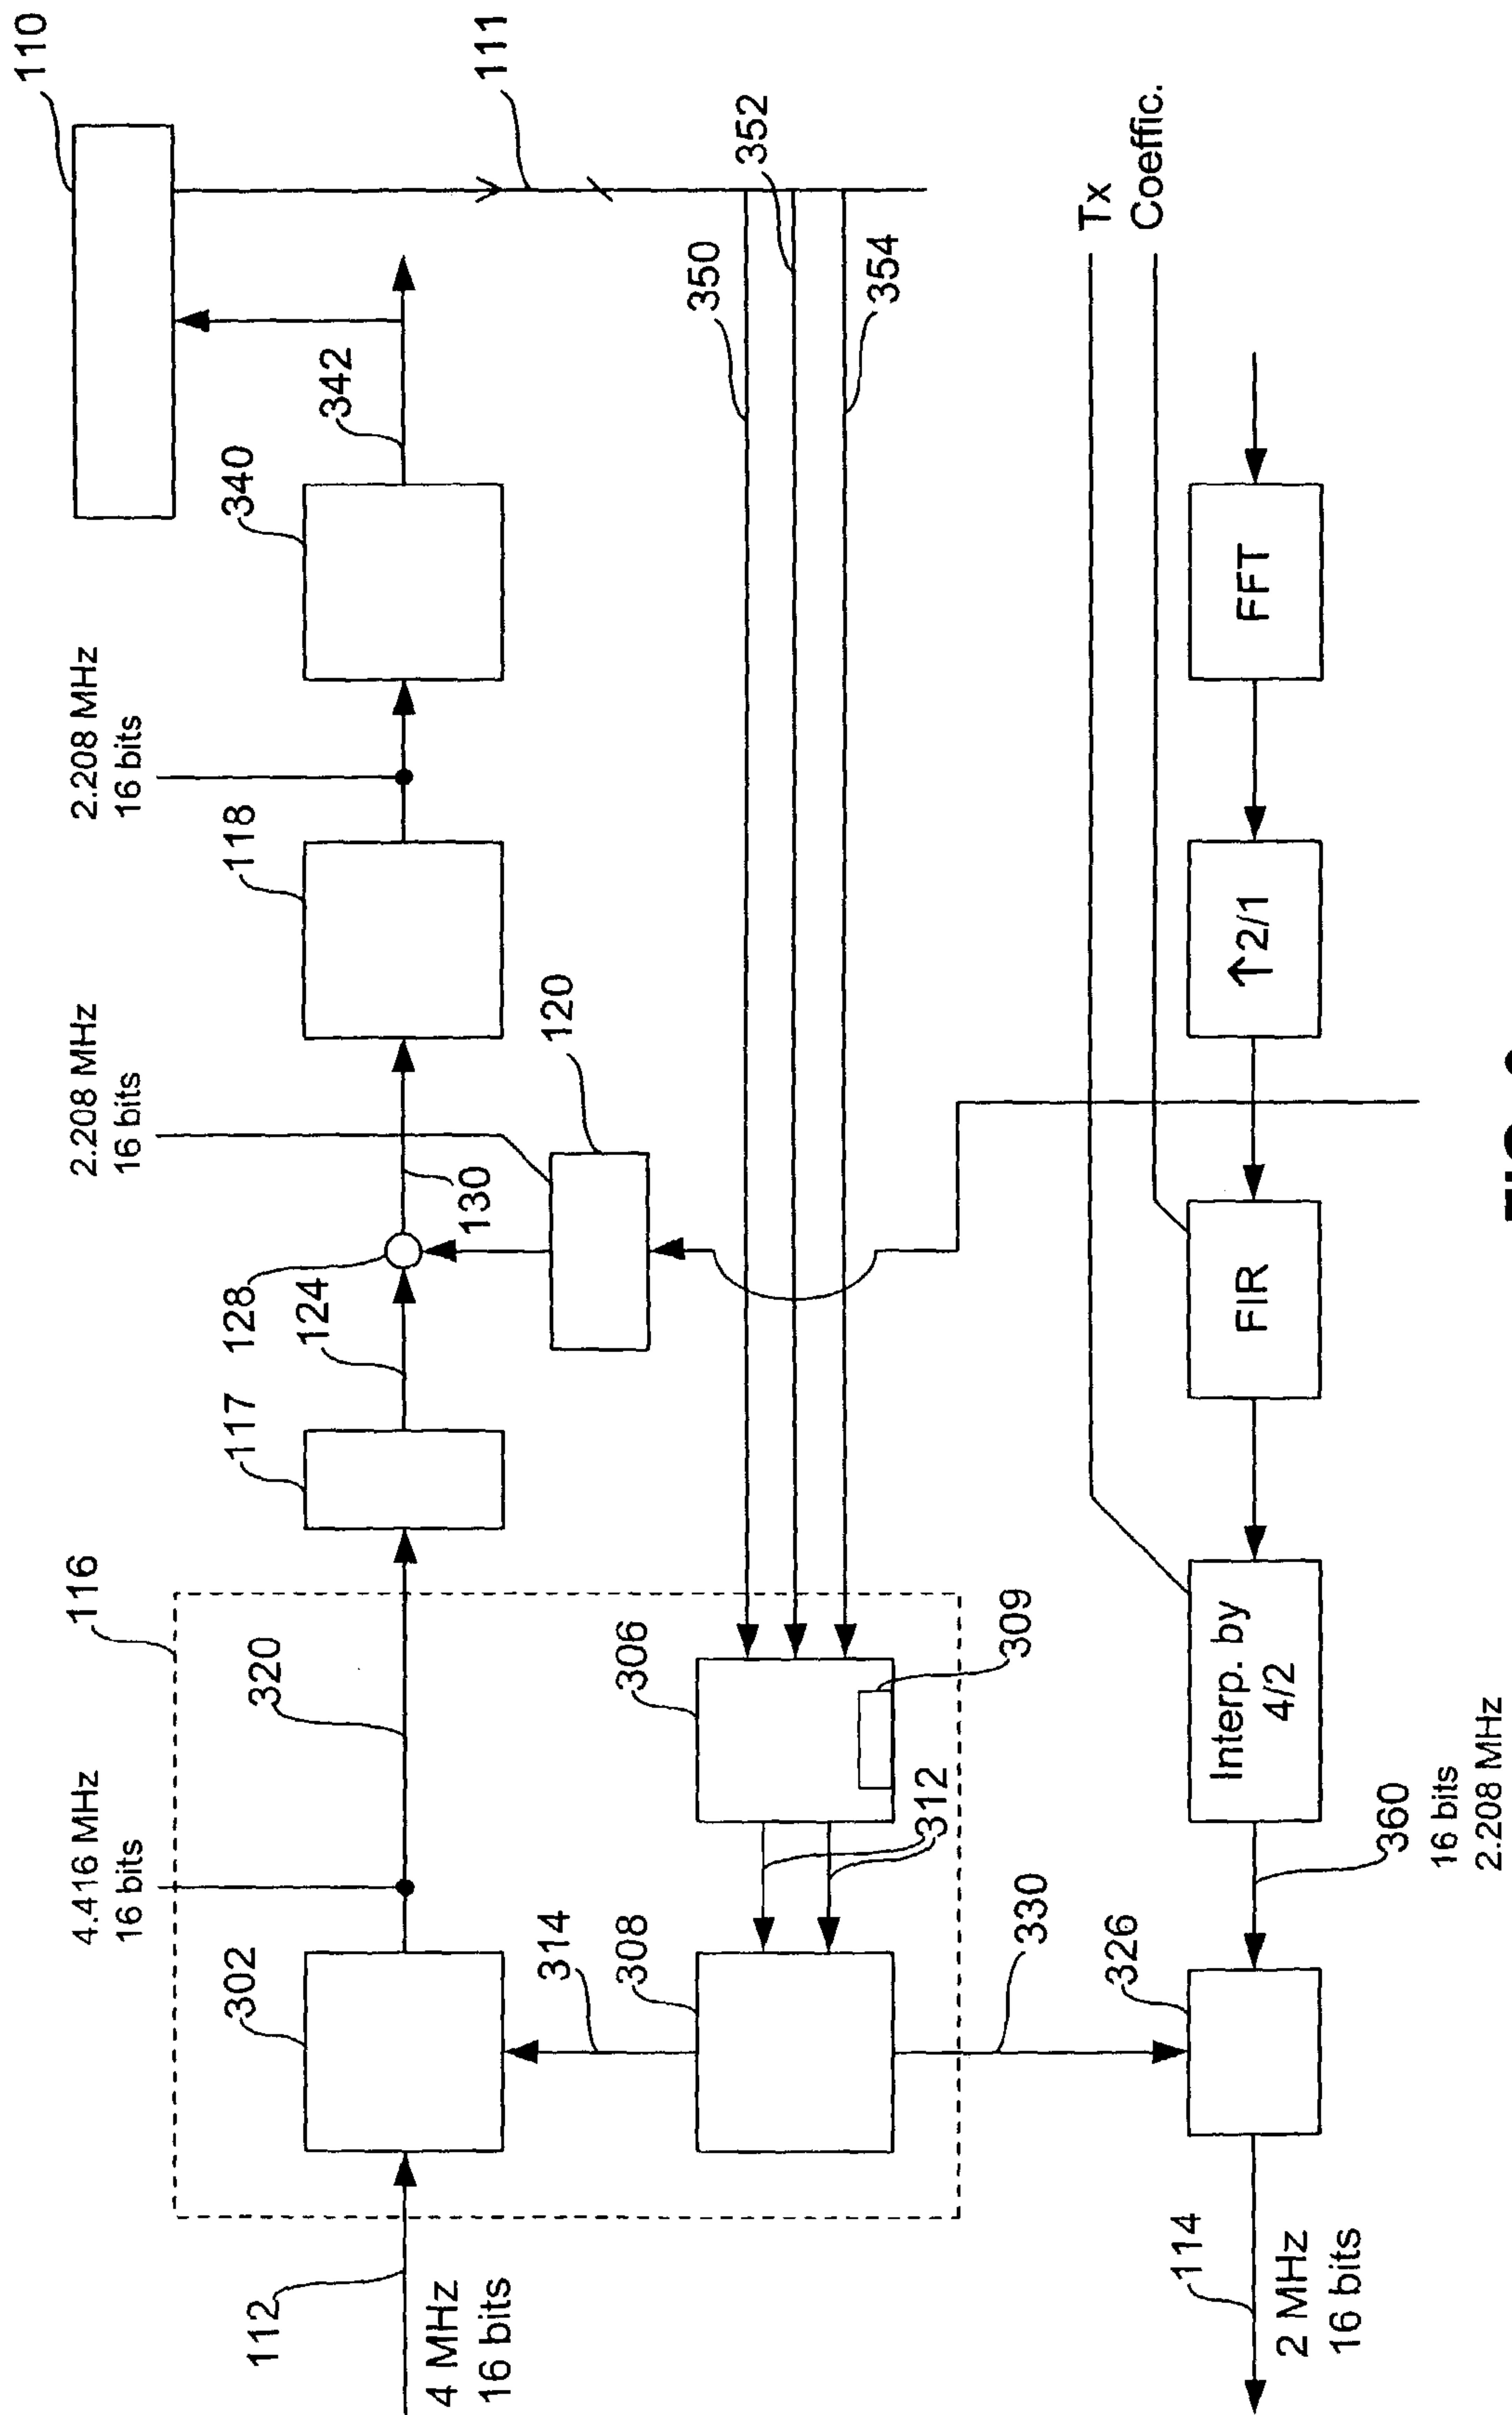 110
111
342
340
2.208 MHz
16 bits
118
2.208 MHz
16 bits
120
130
128
124
117
116
320
4.416 MHz
16 bits
302
112
4 MHz
16 bits
350
352
354
306
309
312
314
308
330
Tx
Coeffic.
FFT
↑2/1
FIR
Interp. by
4/2
360
16 bits
2.208 MHz
326
114
2 MHz
16 bits